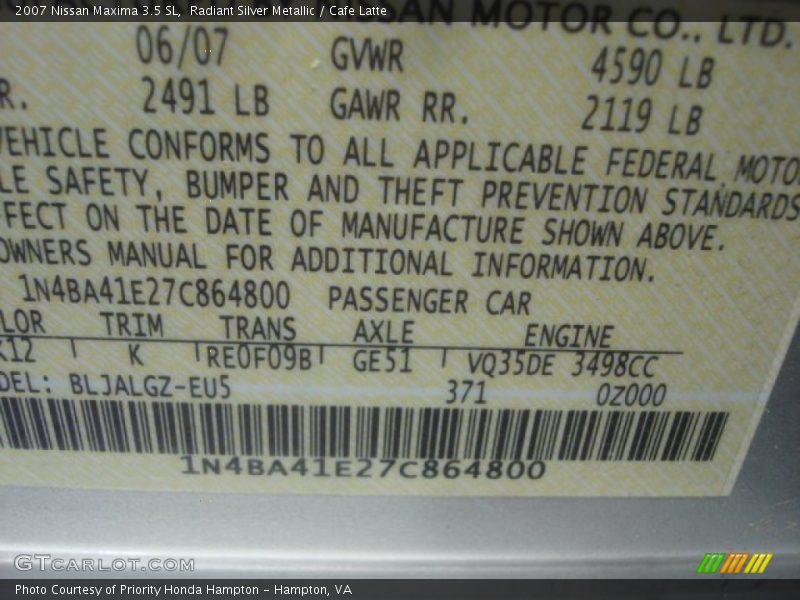 2007 Nissan Maxima 3.5 SL, Radiant Silver Metallic / Cafe Latte
SAN MOTOR CO., LTD.
06/07 GVWR 4590 LB
R. 2491 LB GAWR RR. 2119 LB
VEHICLE CONFORMS TO ALL APPLICABLE FEDERAL MOTO
LE SAFETY, BUMPER AND THEFT PREVENTION STANDARDS
FFECT ON THE DATE OF MANUFACTURE SHOWN ABOVE.
OWNERS MANUAL FOR ADDITIONAL INFORMATION.
1N4BA41E27C864800 PASSENGER CAR
LOR TRIM TRANS AXLE ENGINE
K12 K RE0F09B GE51 VQ35DE 3498CC
DEL: BLJALGZ-EU5 371 0Z000
1N4BA41E27C864800
GTCARLOT.COM
Photo Courtesy of Priority Honda Hampton - Hampton, VA